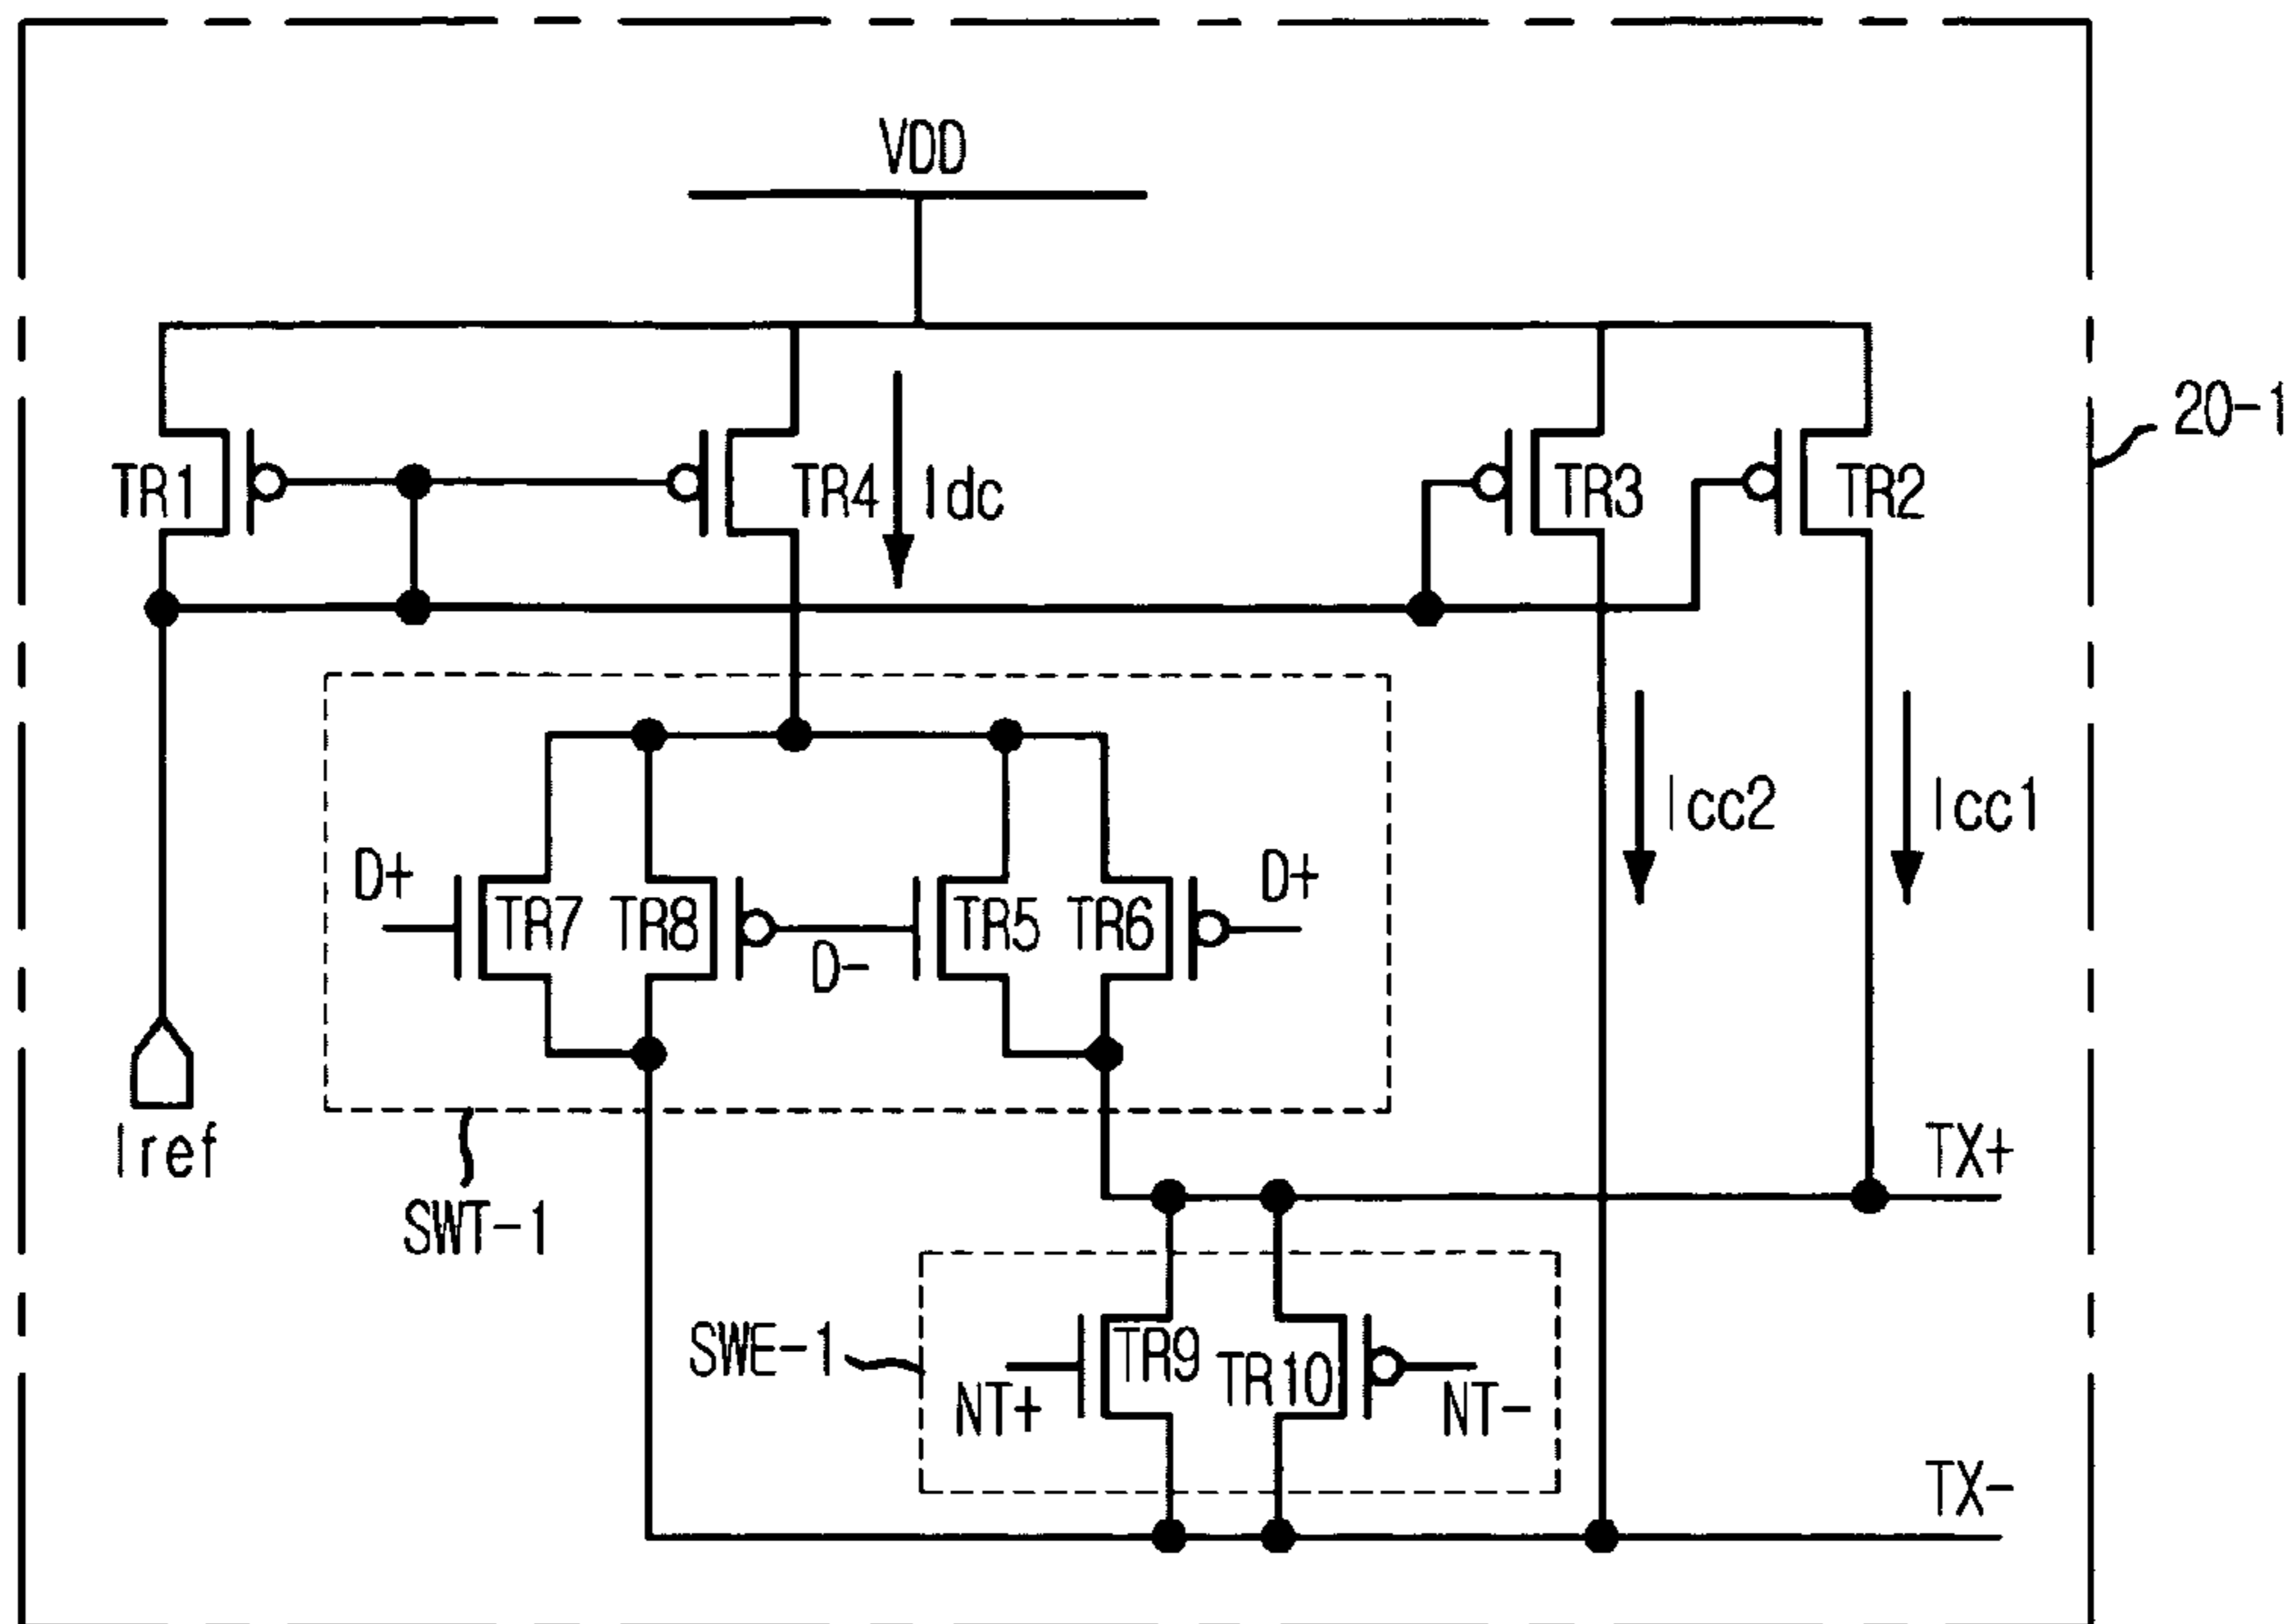 VDD
20-1
TR1
TR4
Idc
TR3
TR2
Icc2
Icc1
D+
TR7
TR8
D-
TR5
TR6
D+
Iref
SWT-1
TX+
SWE-1
TR9
TR10
NT+
NT-
TX-